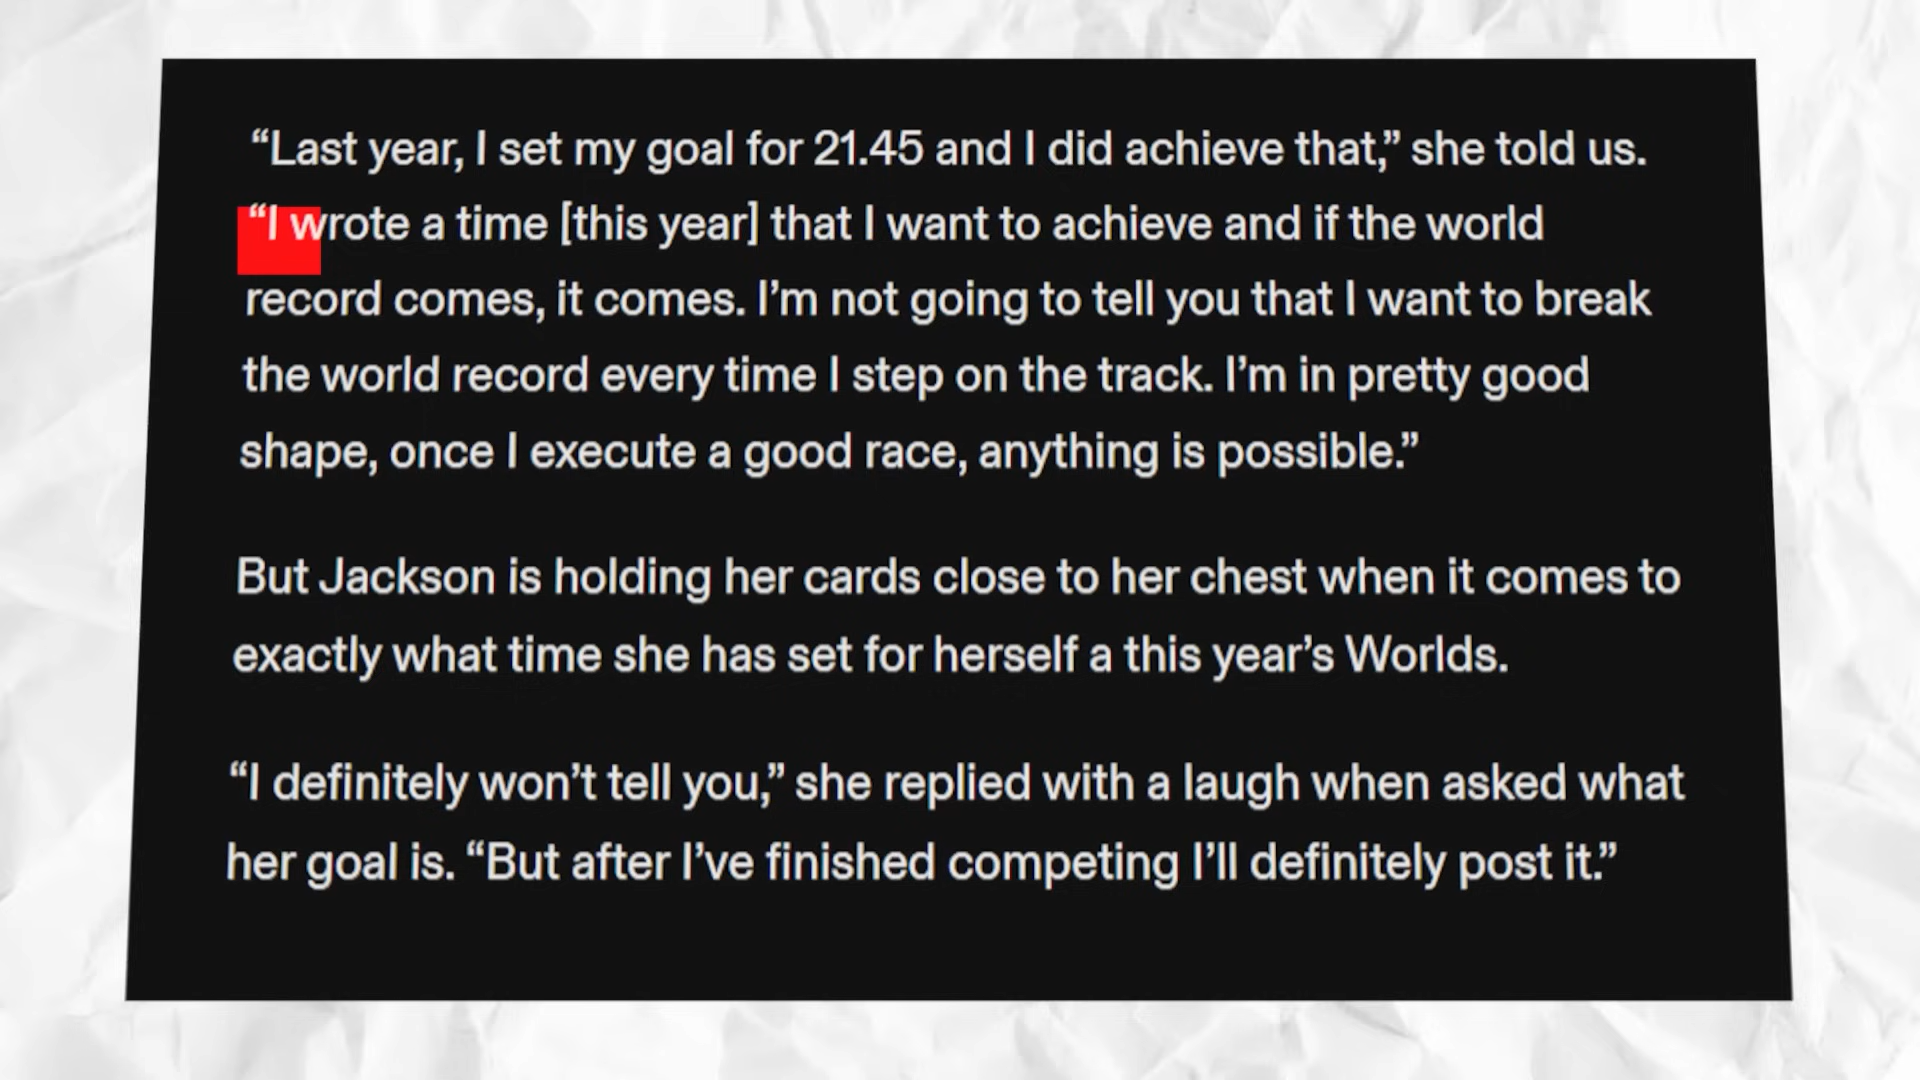 “Last year, I set my goal for 21.45 and I did achieve that,” she told us.
“I wrote a time [this year] that I want to achieve and if the world
record comes, it comes. I’m not going to tell you that I want to break
the world record every time I step on the track. I’m in pretty good
shape, once I execute a good race, anything is possible.”
But Jackson is holding her cards close to her chest when it comes to
exactly what time she has set for herself a this year’s Worlds.
“I definitely won’t tell you,” she replied with a laugh when asked what
her goal is. “But after I’ve finished competing I’ll definitely post it.”